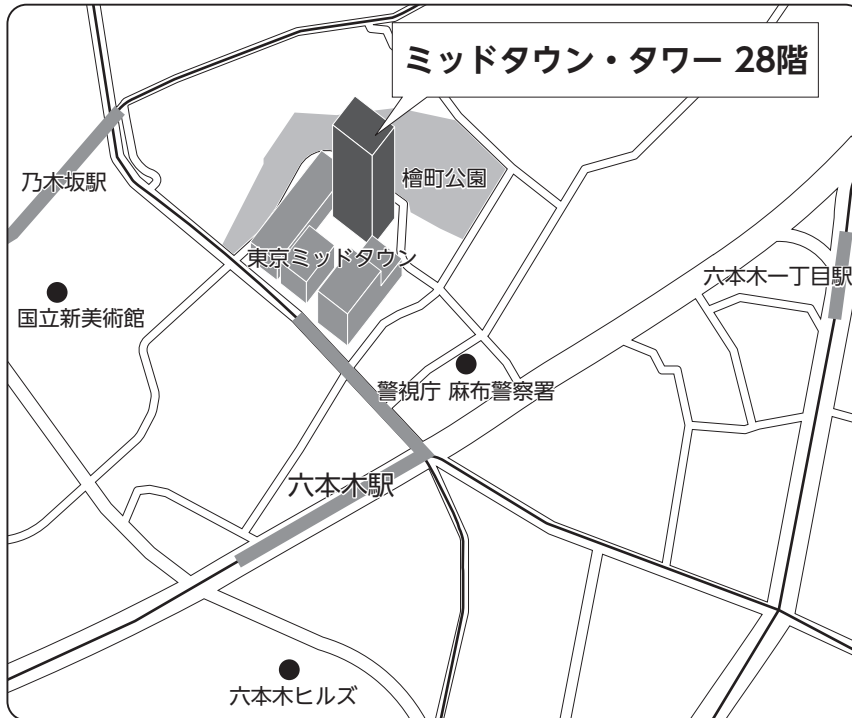 ミッドタウン・タワー 28階
乃木坂駅
檜町公園
東京ミッドタウン
六本木一丁目駅
国立新美術館
警視庁 麻布警察署
六本木駅
六本木ヒルズ